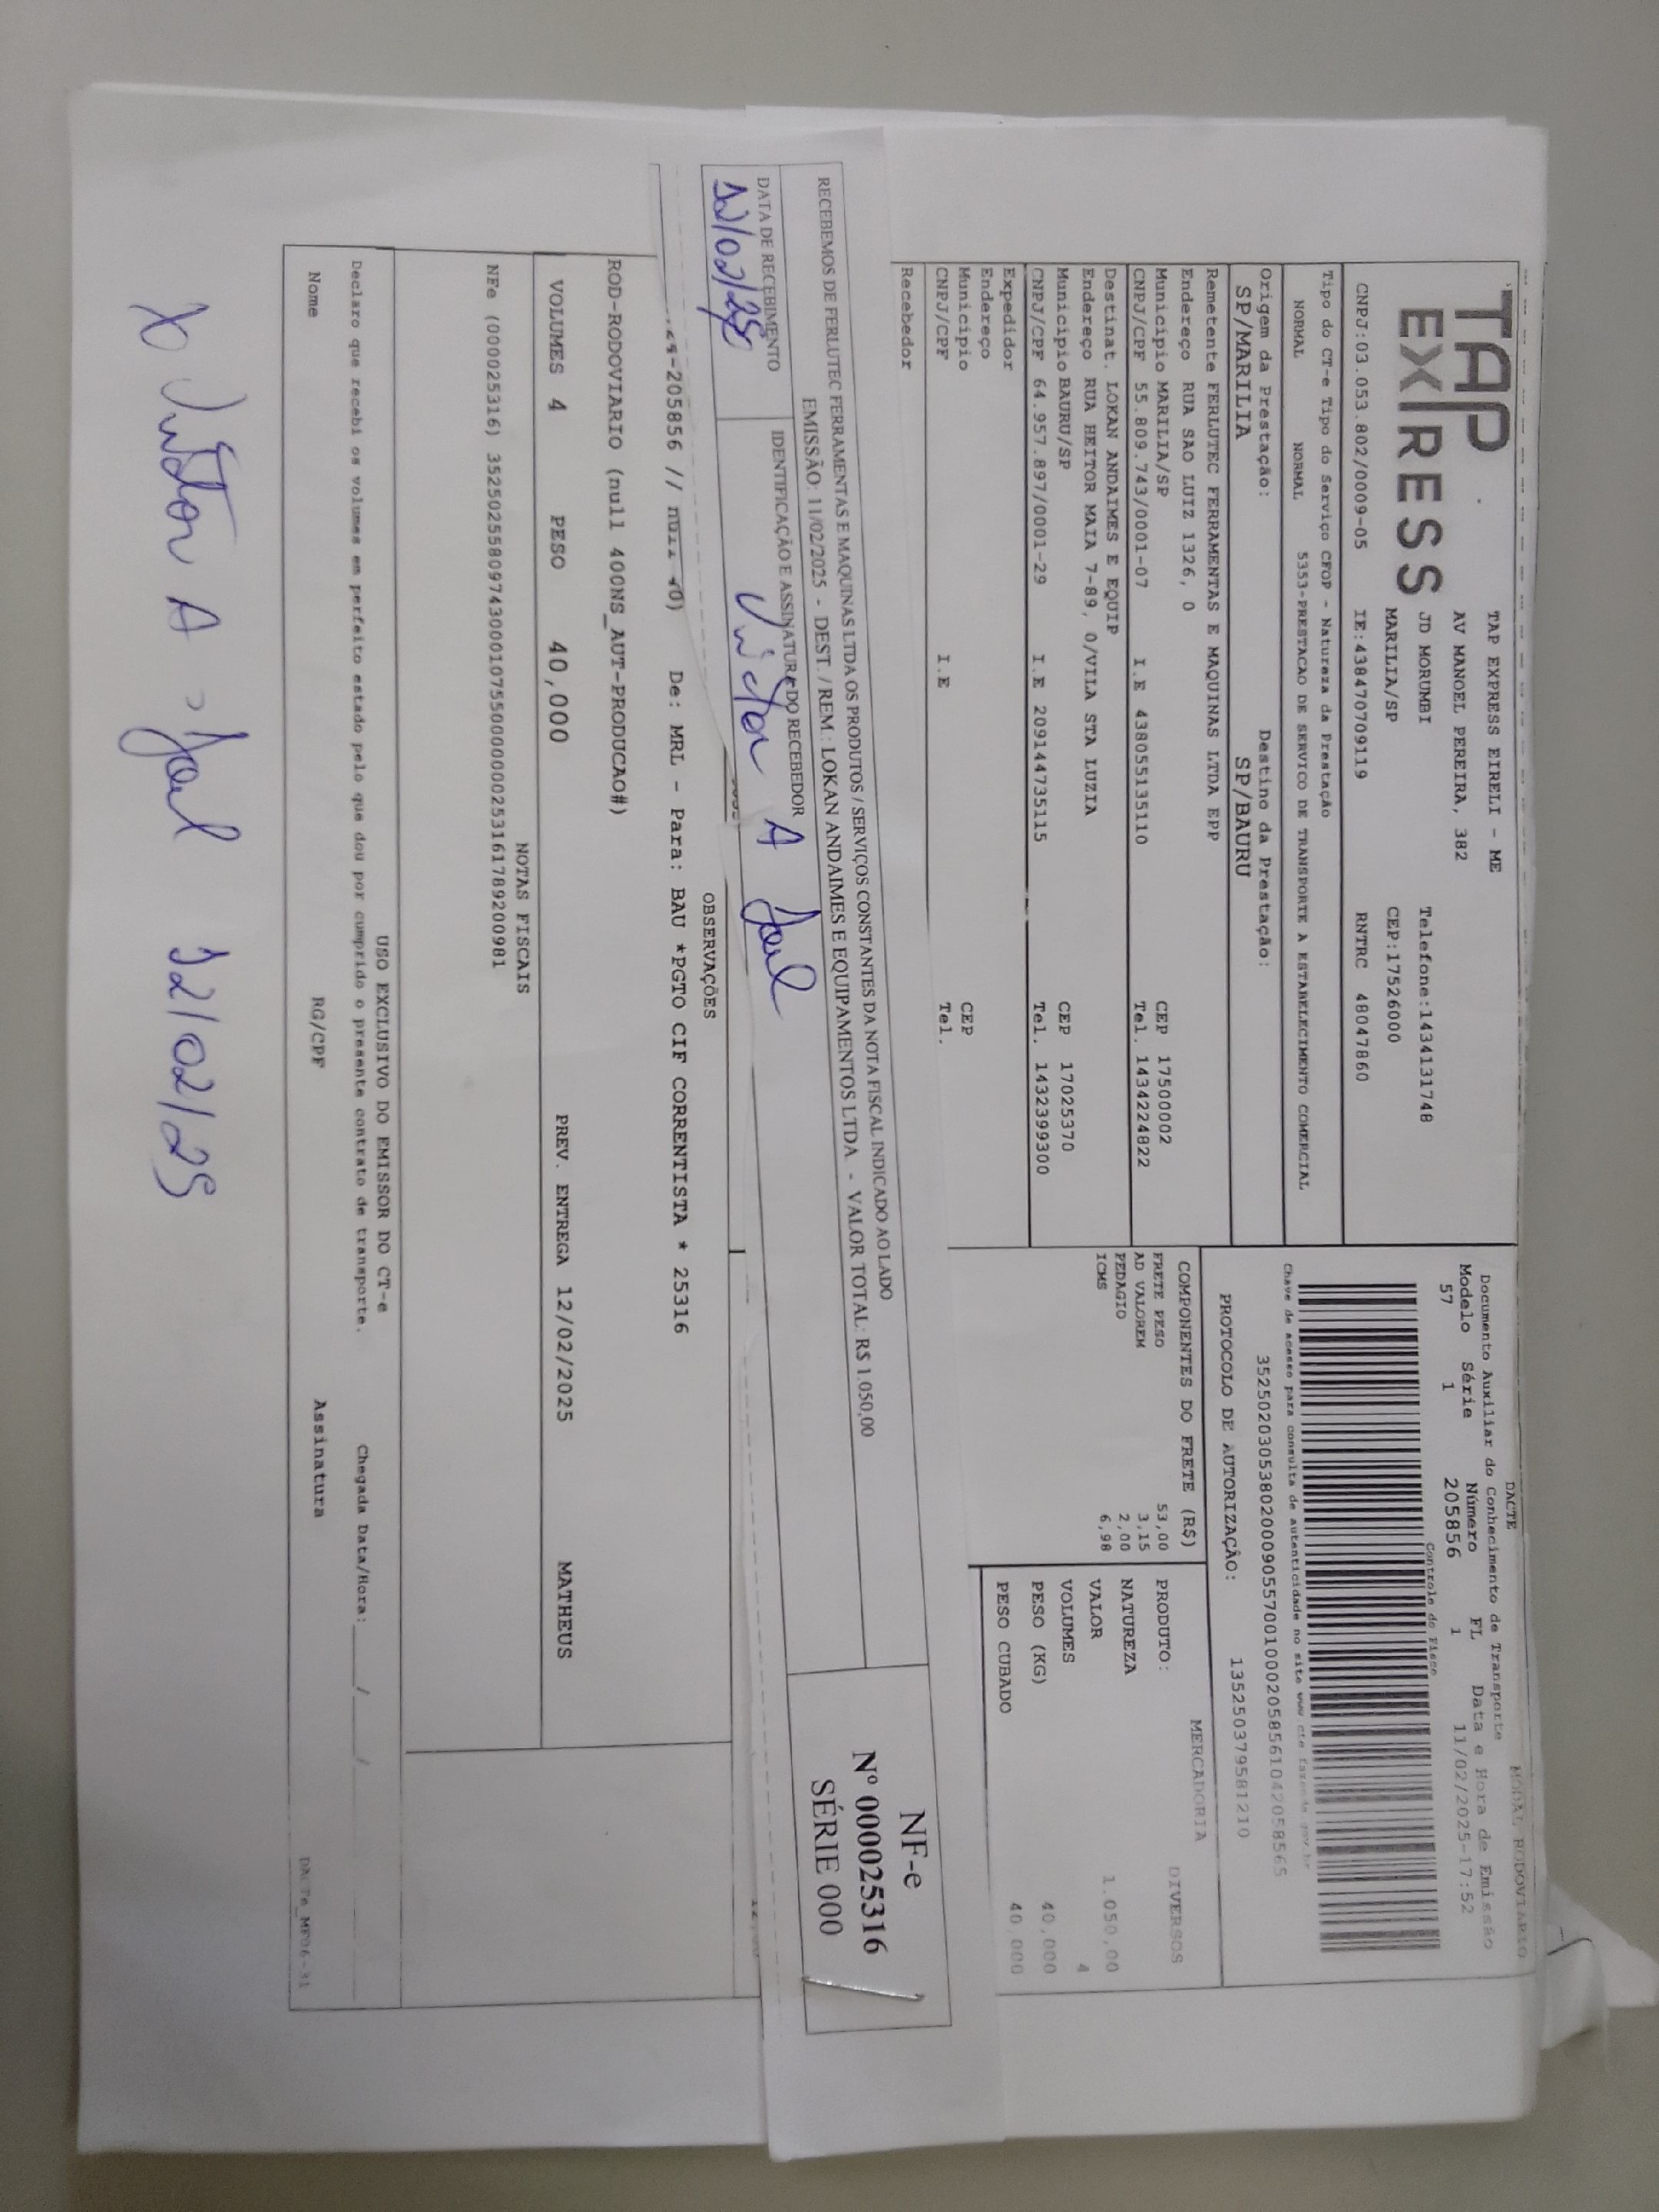 DACTE
MODAL RODOVIARIO
TAP EXPRESS
TAP EXPRESS EIRELI - ME
AV MANOEL PEREIRA, 382
JD MORUMBI Telefone:1434131748
MARILIA/SP CEP:17526000
CNPJ:03.053.802/0009-05 IE:438470709119 RNTRC 48047860
Documento Auxiliar do Conhecimento de Transporte
Modelo Série Número FL Data e Hora de Emissão
57 1 205856 1 11/02/2025-17:52
Controle do Fisco
Tipo do CT-e Tipo do Serviço CFOP - Natureza da Prestação
NORMAL NORMAL 5353-PRESTACAO DE SERVICO DE TRANSPORTE A ESTABELECIMENTO COMERCIAL
Chave de acesso para consulta de autenticidade no site www.cte.fazenda.gov.br
Origem da Prestação: Destino da Prestação:
SP/MARILIA SP/BAURU
PROTOCOLO DE AUTORIZAÇÃO: 135250379581210
Remetente FERLUTEC FERRAMENTAS E MAQUINAS LTDA EPP
Endereço RUA SAO LUIZ 1326, 0
Município MARILIA/SP CEP 17500002
CNPJ/CPF 55.809.743/0001-07 I.E 438055135110 Tel. 1434224822
Destinat. LOKAN ANDAIMES E EQUIP
Endereço RUA HEITOR MAIA 7-89, 0/VILA STA LUZIA
Município BAURU/SP CEP 17025370
CNPJ/CPF 64.957.897/0001-29 I.E 209144735115 Tel. 1432399300
Expedidor
Endereço
Município CEP
CNPJ/CPF I.E Tel.
Recebedor
COMPONENTES DO FRETE (R$)
FRETE PESO 53,00
AD VALOREM 3,15
PEDAGIO 2,00
ICMS 6,98
MERCADORIA
PRODUTO: DIVERSOS
NATUREZA
VALOR 1.050,00
VOLUMES 4
PESO (KG) 40,000
PESO CUBADO 40,000
RECEBEMOS DE FERLUTEC FERRAMENTAS E MAQUINAS LTDA OS PRODUTOS / SERVIÇOS CONSTANTES DA NOTA FISCAL INDICADO AO LADO
EMISSÃO: 11/02/2025 - DEST. / REM.: LOKAN ANDAIMES E EQUIPAMENTOS LTDA - VALOR TOTAL: R$ 1.050,00
DATA DE RECEBIMENTO IDENTIFICAÇÃO E ASSINATURA DO RECEBEDOR
12/02/25 Victor A
NF-e
Nº 000025316
SÉRIE 000
OBSERVAÇÕES
-205856 // De: MRL - Para: BAU *PGTO CIF CORRENTISTA * 25316
ROD-RODOVIARIO (null 400NS_AUT-PRODUCAO#)
VOLUMES 4 PESO 40,000 PREV. ENTREGA 12/02/2025 MATHEUS
NOTAS FISCAIS
NFe (000025316) 35250255809743000107550000000253161789200981
USO EXCLUSIVO DO EMISSOR DO CT-e
Declaro que recebi os volumes em perfeito estado pelo que dou por cumprido o presente contrato de transporte. Chegada Data/Hora: ____/____/
Nome RG/CPF Assinatura
Victor A 12/02/25